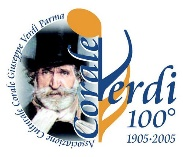 Associazione Culturale Corale Giuseppe Verdi Parma
Corale
Verdi
100°
1905-2005